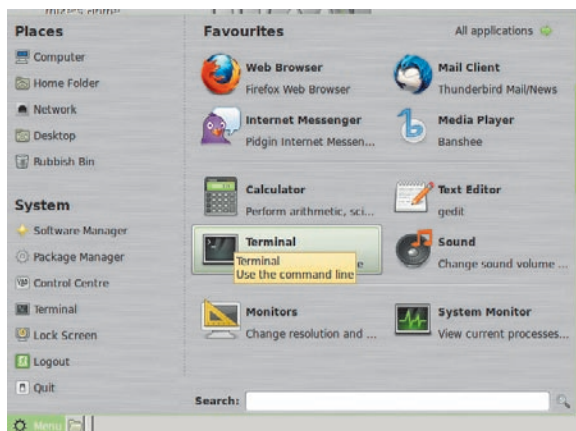 Places
Computer
Home Folder
Network
Desktop
Rubbish Bin
System
Software Manager
Package Manager
Control Centre
Terminal
Lock Screen
Logout
Quit
Favourites
All applications
Web Browser
Firefox Web Browser
Mail Client
Thunderbird Mail/News
Internet Messenger
Pidgin Internet Messen...
Media Player
Banshee
Calculator
Perform arithmetic, sci...
Text Editor
gedit
Terminal
Terminal
Use the command line
e
Sound
Change sound volume ...
Monitors
Change resolution and ...
System Monitor
View current processes...
Search:
Menu